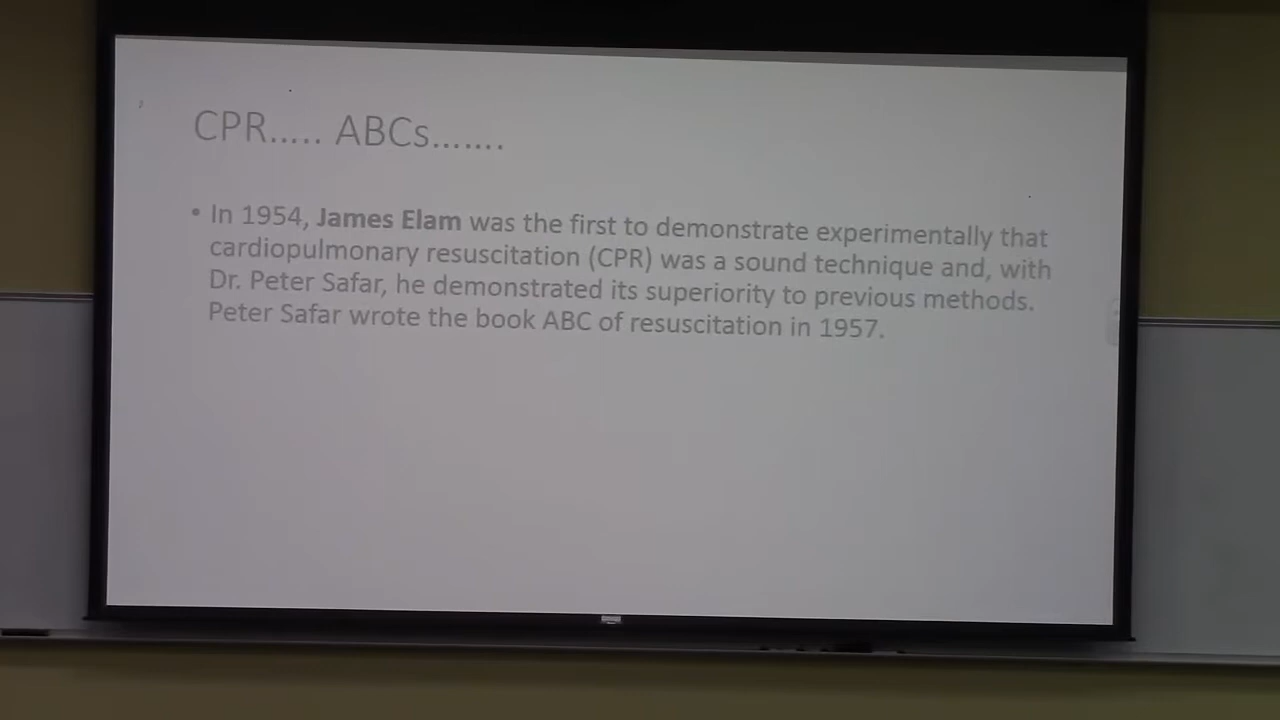 CPR..... ABCs.......
• In 1954, James Elam was the first to demonstrate experimentally that
cardiopulmonary resuscitation (CPR) was a sound technique and, with
Dr. Peter Safar, he demonstrated its superiority to previous methods.
Peter Safar wrote the book ABC of resuscitation in 1957.